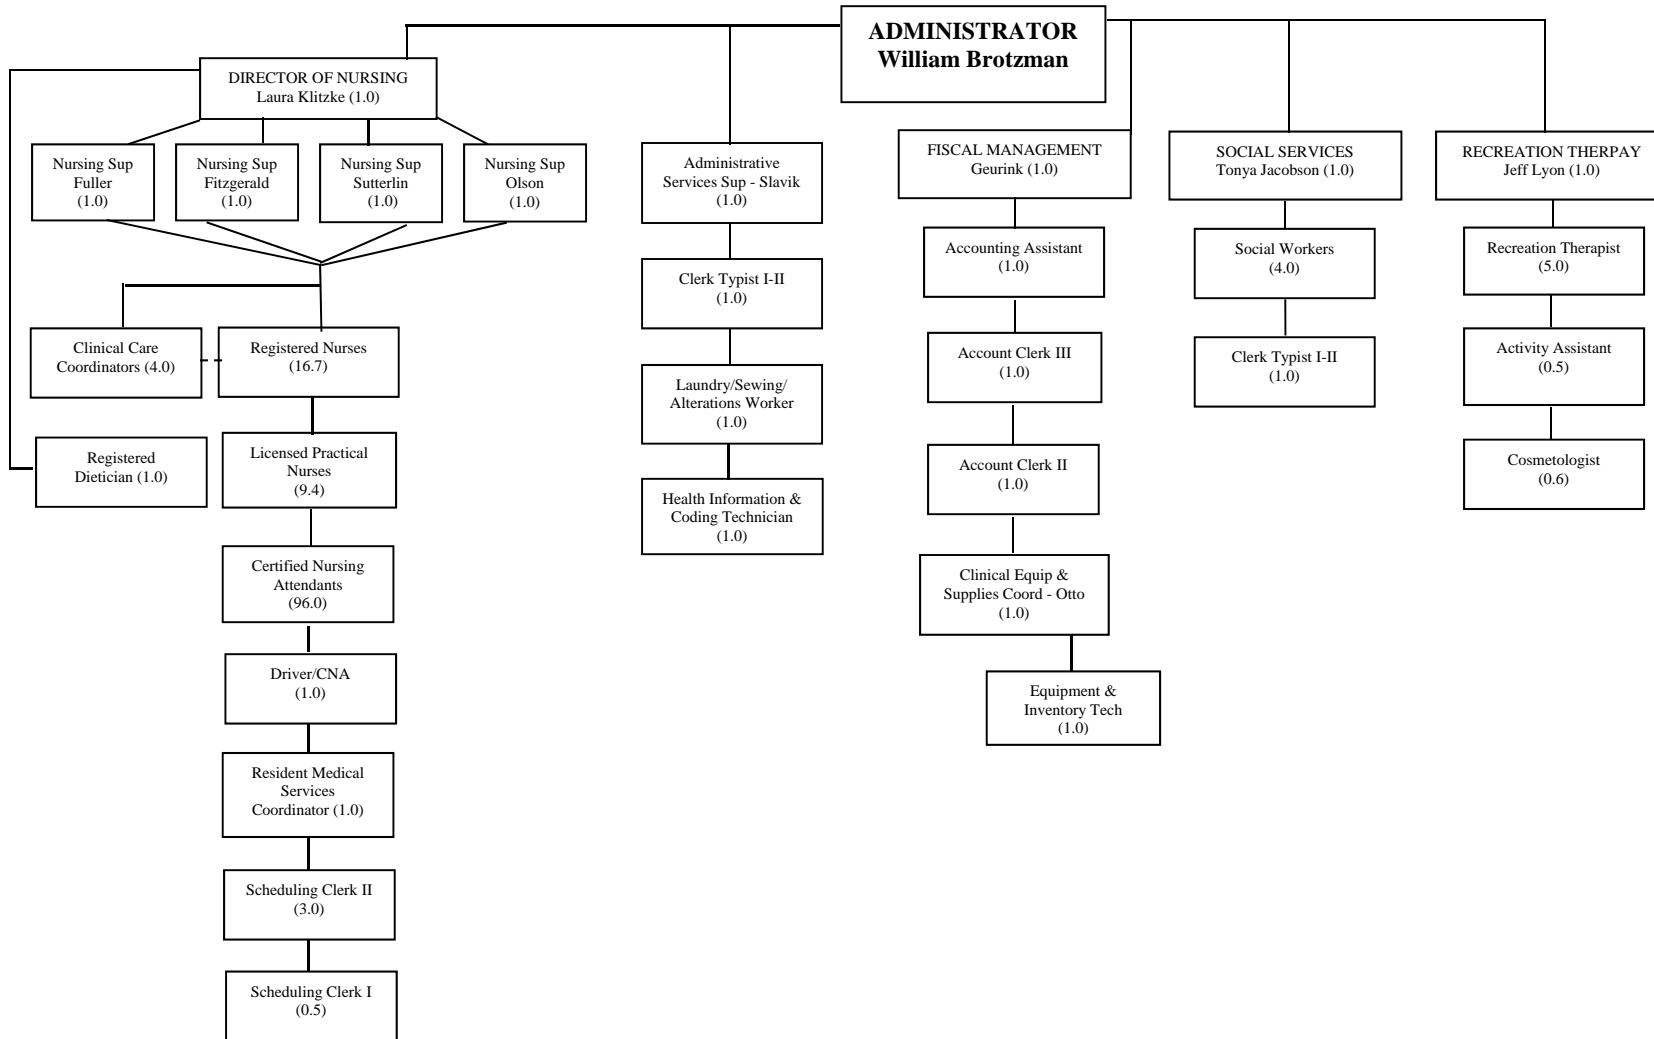 ADMINISTRATOR
William Brotzman
DIRECTOR OF NURSING
Laura Klitzke (1.0)
Nursing Sup
Fuller
(1.0)
Nursing Sup
Fitzgerald
(1.0)
Nursing Sup
Sutterlin
(1.0)
Nursing Sup
Olson
(1.0)
Clinical Care
Coordinators (4.0)
Registered Nurses
(16.7)
Registered
Dietician (1.0)
Licensed Practical
Nurses
(9.4)
Certified Nursing
Attendants
(96.0)
Driver/CNA
(1.0)
Resident Medical
Services
Coordinator (1.0)
Scheduling Clerk II
(3.0)
Scheduling Clerk I
(0.5)
Administrative
Services Sup - Slavik
(1.0)
Clerk Typist I-II
(1.0)
Laundry/Sewing/
Alterations Worker
(1.0)
Health Information &
Coding Technician
(1.0)
FISCAL MANAGEMENT
Geurink (1.0)
Accounting Assistant
(1.0)
Account Clerk III
(1.0)
Account Clerk II
(1.0)
Clinical Equip &
Supplies Coord - Otto
(1.0)
Equipment &
Inventory Tech
(1.0)
SOCIAL SERVICES
Tonya Jacobson (1.0)
Social Workers
(4.0)
Clerk Typist I-II
(1.0)
RECREATION THERPAY
Jeff Lyon (1.0)
Recreation Therapist
(5.0)
Activity Assistant
(0.5)
Cosmetologist
(0.6)